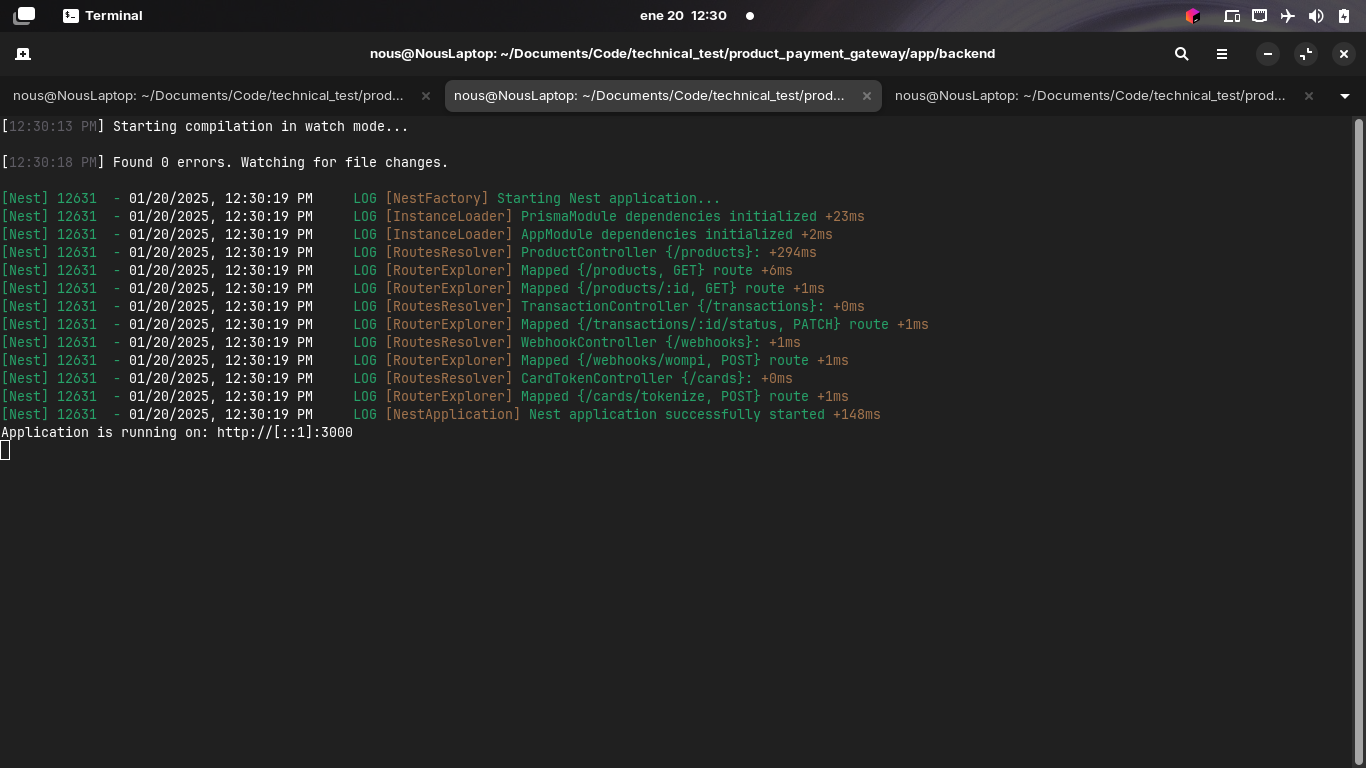 Terminal
ene 20 12:30
nous@NousLaptop: ~/Documents/Code/technical_test/product_payment_gateway/app/backend
nous@NousLaptop: ~/Documents/Code/technical_test/prod...
nous@NousLaptop: ~/Documents/Code/technical_test/prod...
nous@NousLaptop: ~/Documents/Code/technical_test/prod...
[12:30:13 PM] Starting compilation in watch mode...
[12:30:18 PM] Found 0 errors. Watching for file changes.
[Nest] 12631  - 01/20/2025, 12:30:19 PM     LOG [NestFactory] Starting Nest application...
[Nest] 12631  - 01/20/2025, 12:30:19 PM     LOG [InstanceLoader] PrismaModule dependencies initialized +23ms
[Nest] 12631  - 01/20/2025, 12:30:19 PM     LOG [InstanceLoader] AppModule dependencies initialized +2ms
[Nest] 12631  - 01/20/2025, 12:30:19 PM     LOG [RoutesResolver] ProductController {/products}: +294ms
[Nest] 12631  - 01/20/2025, 12:30:19 PM     LOG [RouterExplorer] Mapped {/products, GET} route +6ms
[Nest] 12631  - 01/20/2025, 12:30:19 PM     LOG [RouterExplorer] Mapped {/products/:id, GET} route +1ms
[Nest] 12631  - 01/20/2025, 12:30:19 PM     LOG [RoutesResolver] TransactionController {/transactions}: +0ms
[Nest] 12631  - 01/20/2025, 12:30:19 PM     LOG [RouterExplorer] Mapped {/transactions/:id/status, PATCH} route +1ms
[Nest] 12631  - 01/20/2025, 12:30:19 PM     LOG [RoutesResolver] WebhookController {/webhooks}: +1ms
[Nest] 12631  - 01/20/2025, 12:30:19 PM     LOG [RouterExplorer] Mapped {/webhooks/wompi, POST} route +1ms
[Nest] 12631  - 01/20/2025, 12:30:19 PM     LOG [RoutesResolver] CardTokenController {/cards}: +0ms
[Nest] 12631  - 01/20/2025, 12:30:19 PM     LOG [RouterExplorer] Mapped {/cards/tokenize, POST} route +1ms
[Nest] 12631  - 01/20/2025, 12:30:19 PM     LOG [NestApplication] Nest application successfully started +148ms
Application is running on: http://[::1]:3000